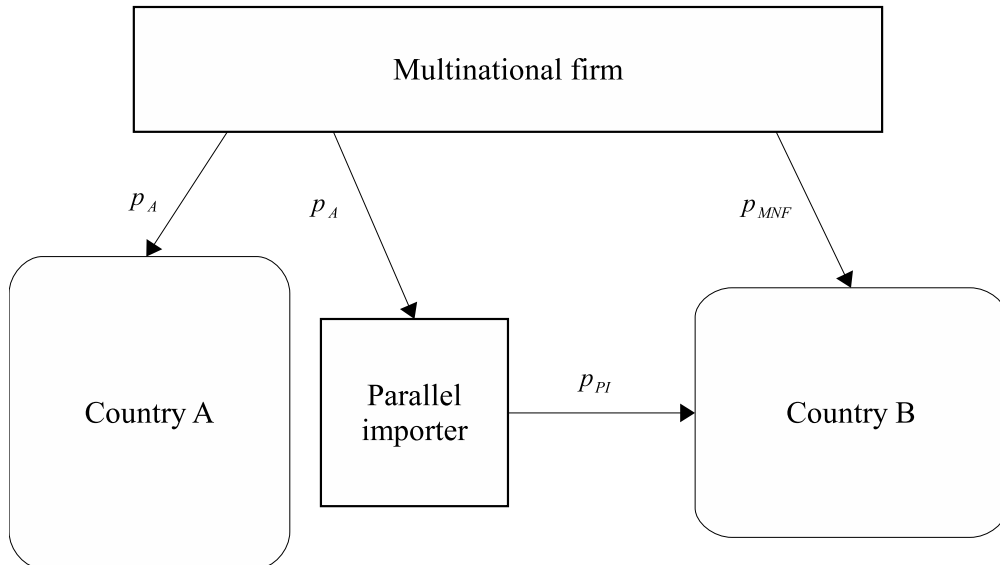 Multinational firm
p_A
p_A
p_MNF
Country A
Parallel
importer
p_PI
Country B